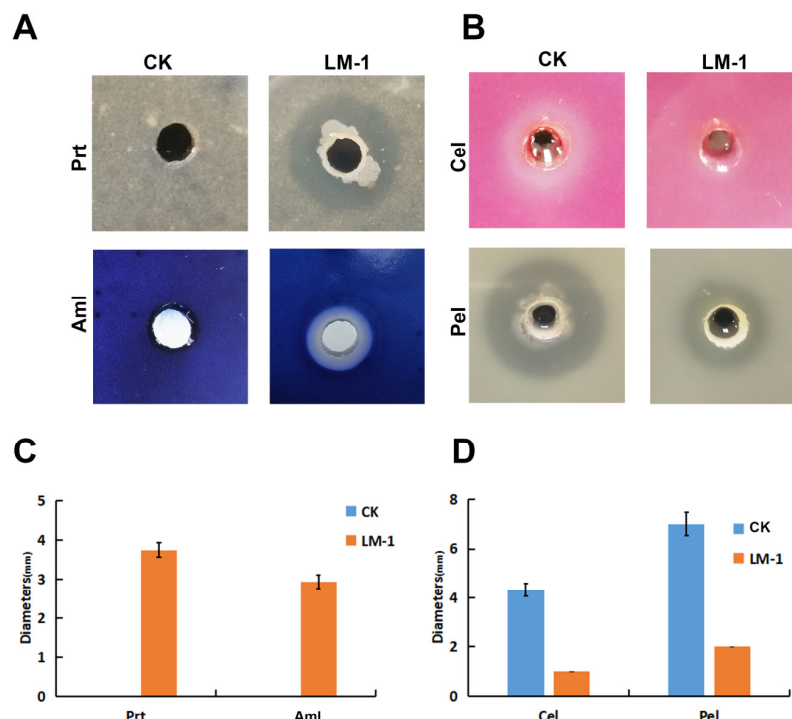 A
CK
LM-1
Prt
Aml
B
CK
LM-1
Cel
Pel
C
5
4
3
2
1
0
Diameters(mm)
CK
LM-1
Prt
Aml
D
8
6
4
2
0
Diameters(mm)
CK
LM-1
Cel
Pel